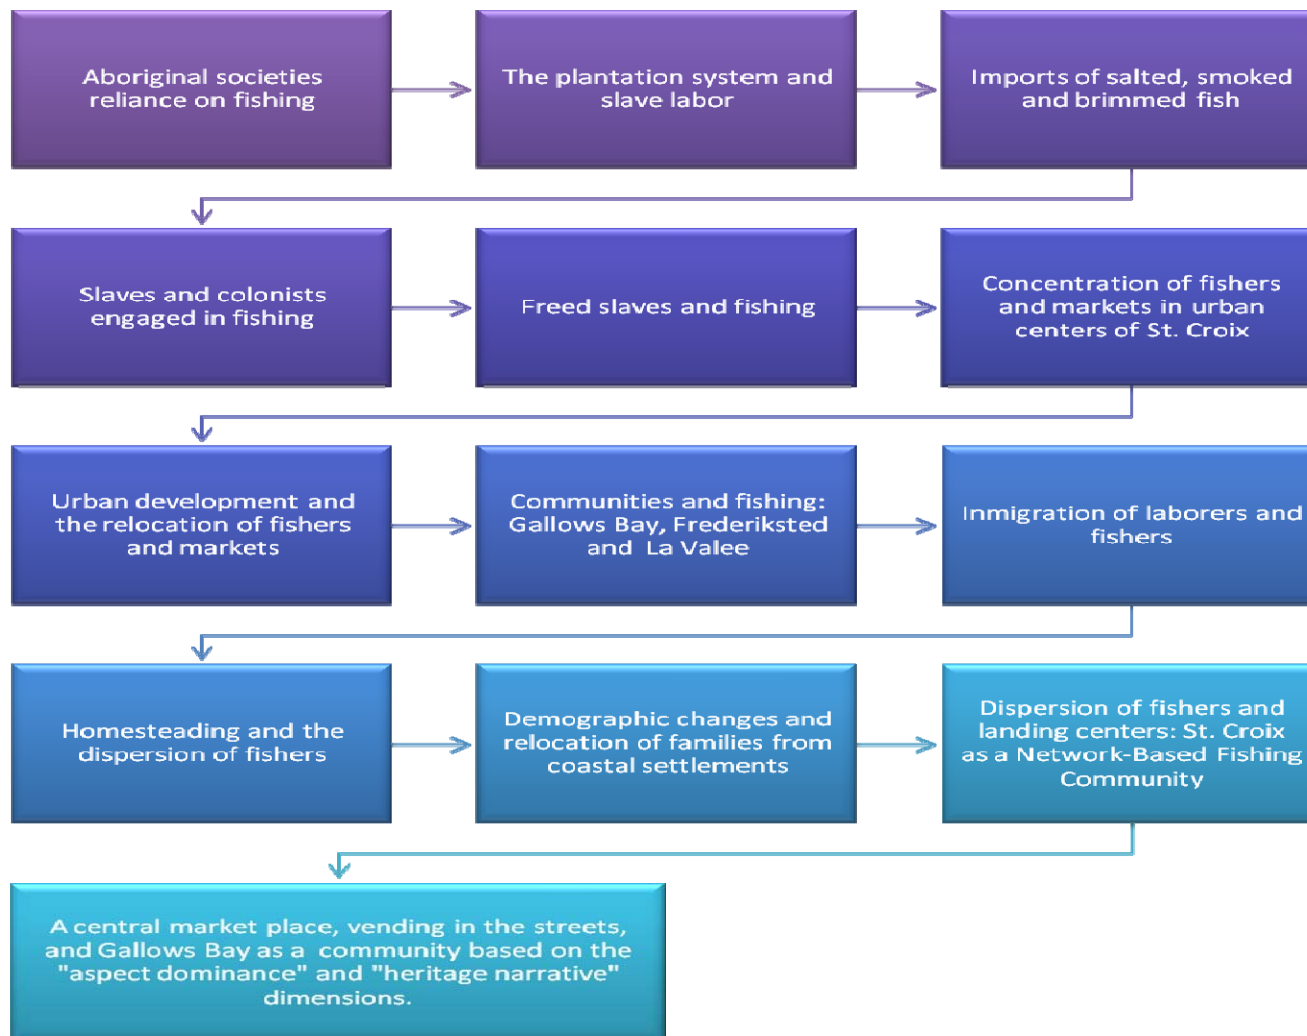 Aboriginal societies
reliance on fishing
The plantation system and
slave labor
Imports of salted, smoked
and brimmed fish
Slaves and colonists
engaged in fishing
Freed slaves and fishing
Concentration of fishers
and markets in urban
centers of St. Croix
Urban development and
the relocation of fishers
and markets
Communities and fishing:
Gallows Bay, Frederiksted
and La Valee
Inmigration of laborers and
fishers
Homesteading and the
dispersion of fishers
Demographic changes and
relocation of families from
coastal settlements
Dispersion of fishers and
landing centers: St. Croix
as a Network-Based Fishing
Community
A central market place, vending in the streets,
and Gallows Bay as a community based on the
"aspect dominance" and "heritage narrative"
dimensions.